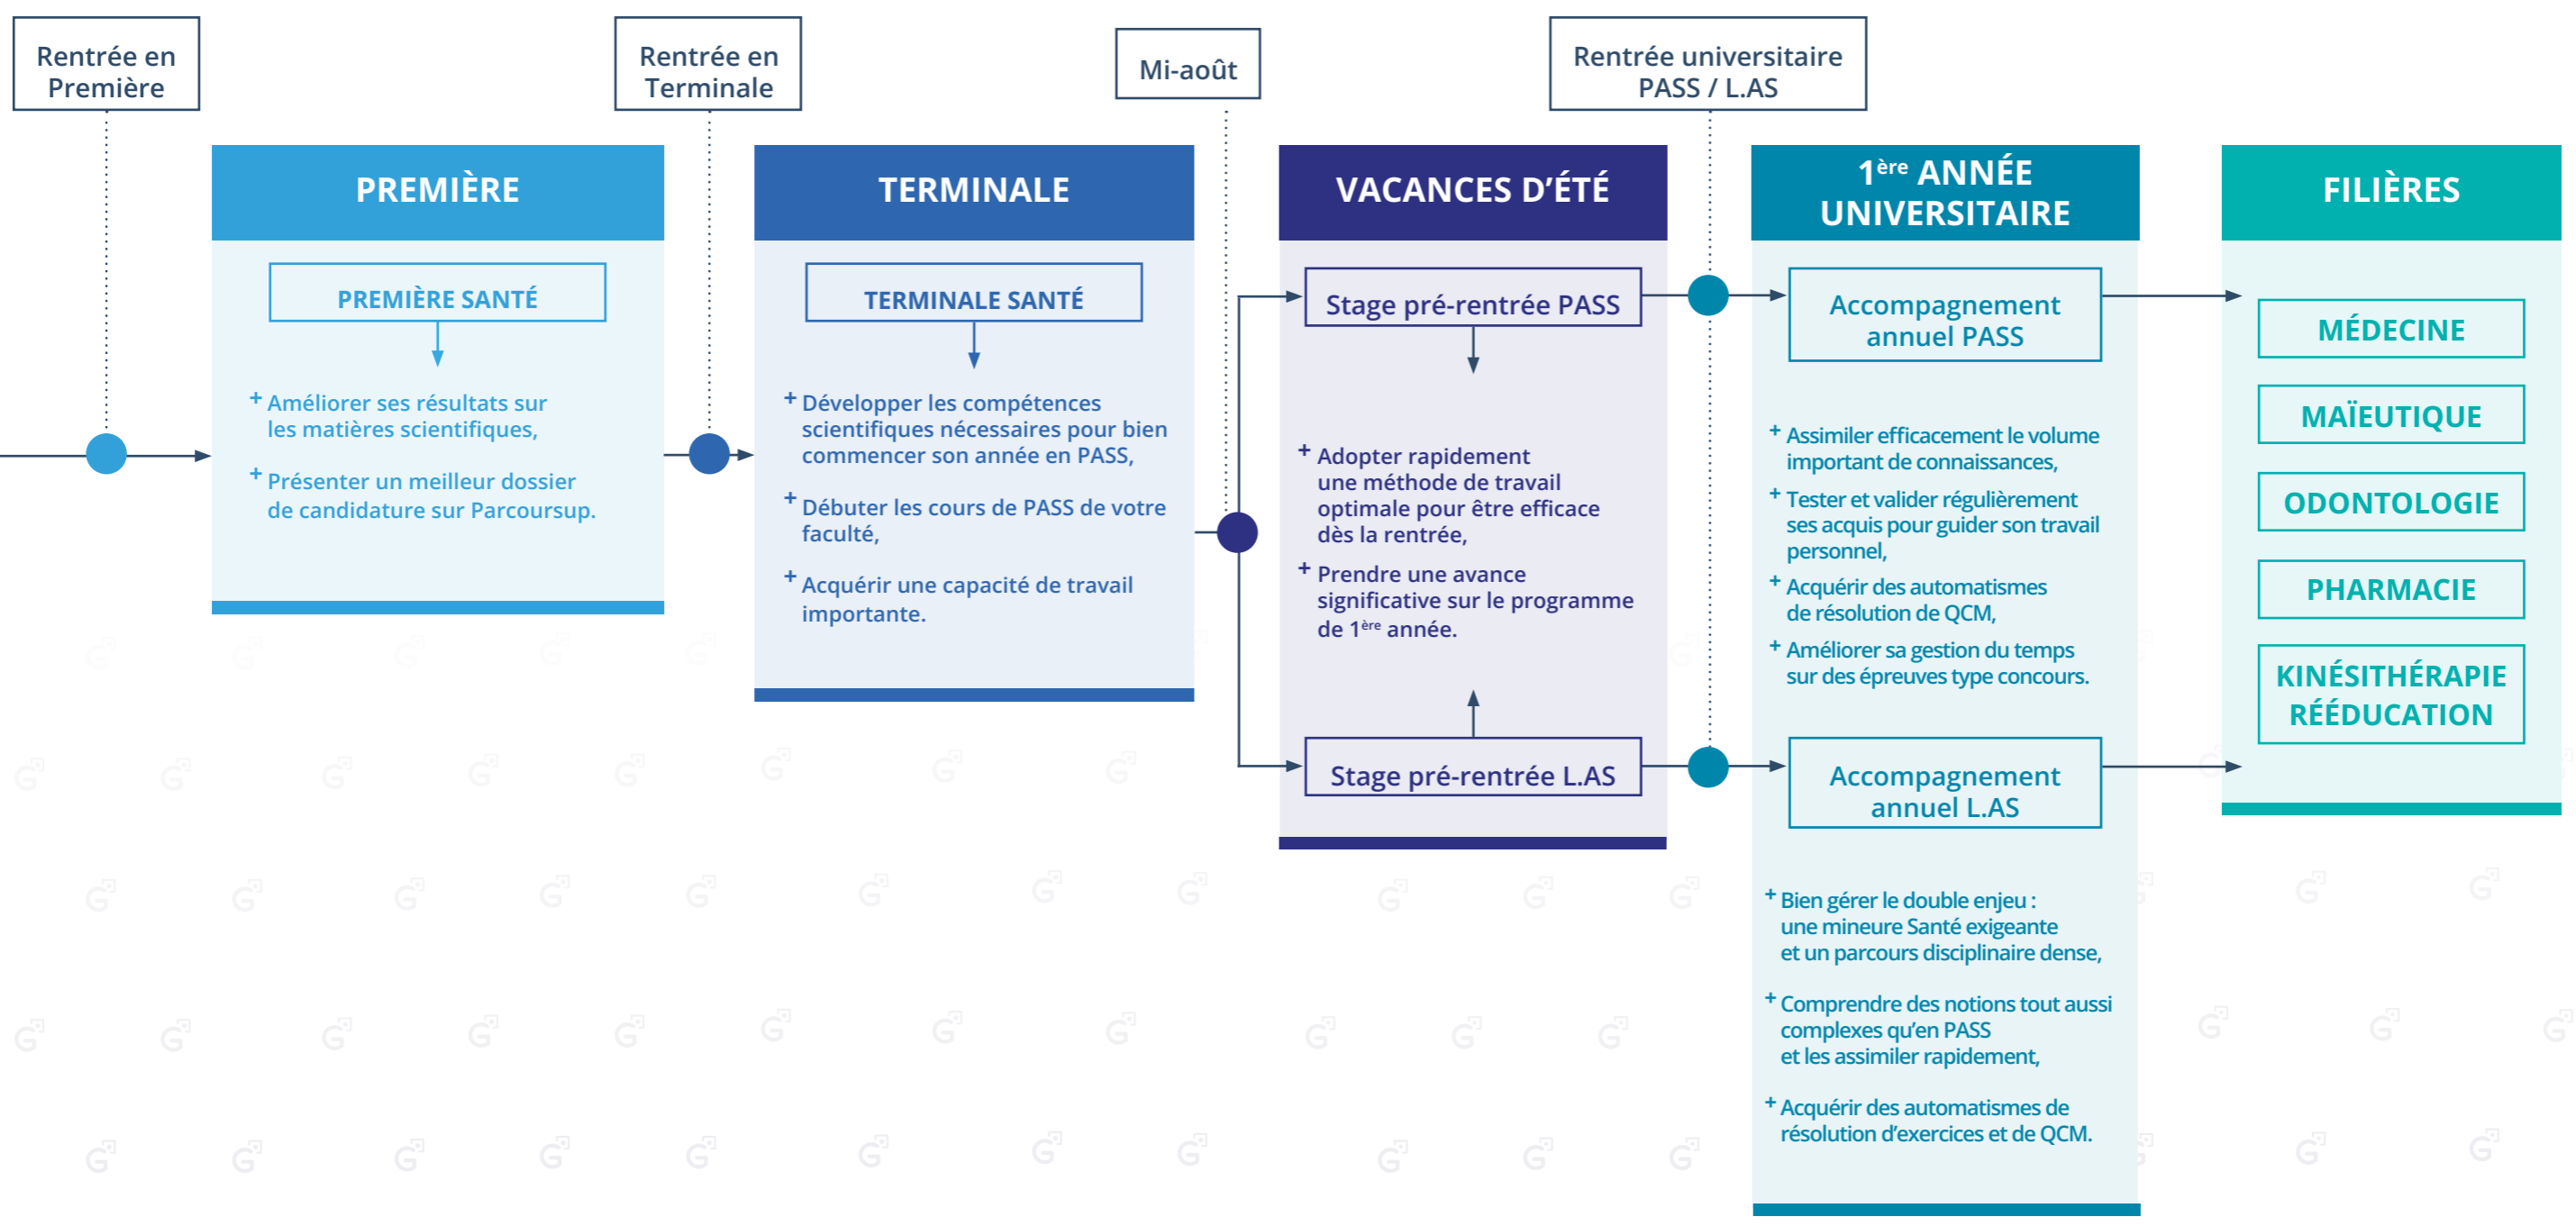 Rentrée en
Première
Rentrée en
Terminale
Mi-août
Rentrée universitaire
PASS / L.AS
PREMIÈRE
PREMIÈRE SANTÉ
+ Améliorer ses résultats sur
les matières scientifiques,
+ Présenter un meilleur dossier
de candidature sur Parcoursup.
TERMINALE
TERMINALE SANTÉ
+ Développer les compétences
scientifiques nécessaires pour bien
commencer son année en PASS,
+ Débuter les cours de PASS de votre
faculté,
+ Acquérir une capacité de travail
importante.
VACANCES D’ÉTÉ
Stage pré-rentrée PASS
+ Adopter rapidement
une méthode de travail
optimale pour être efficace
dès la rentrée,
+ Prendre une avance
significative sur le programme
de 1ère année.
Stage pré-rentrée L.AS
1ère ANNÉE
UNIVERSITAIRE
Accompagnement
annuel PASS
+ Assimiler efficacement le volume
important de connaissances,
+ Tester et valider régulièrement
ses acquis pour guider son travail
personnel,
+ Acquérir des automatismes
de résolution de QCM,
+ Améliorer sa gestion du temps
sur des épreuves type concours.
Accompagnement
annuel L.AS
+ Bien gérer le double enjeu :
une mineure Santé exigeante
et un parcours disciplinaire dense,
+ Comprendre des notions tout aussi
complexes qu’en PASS
et les assimiler rapidement,
+ Acquérir des automatismes de
résolution d’exercices et de QCM.
FILIÈRES
MÉDECINE
MAÏEUTIQUE
ODONTOLOGIE
PHARMACIE
KINÉSITHÉRAPIE
RÉÉDUCATION